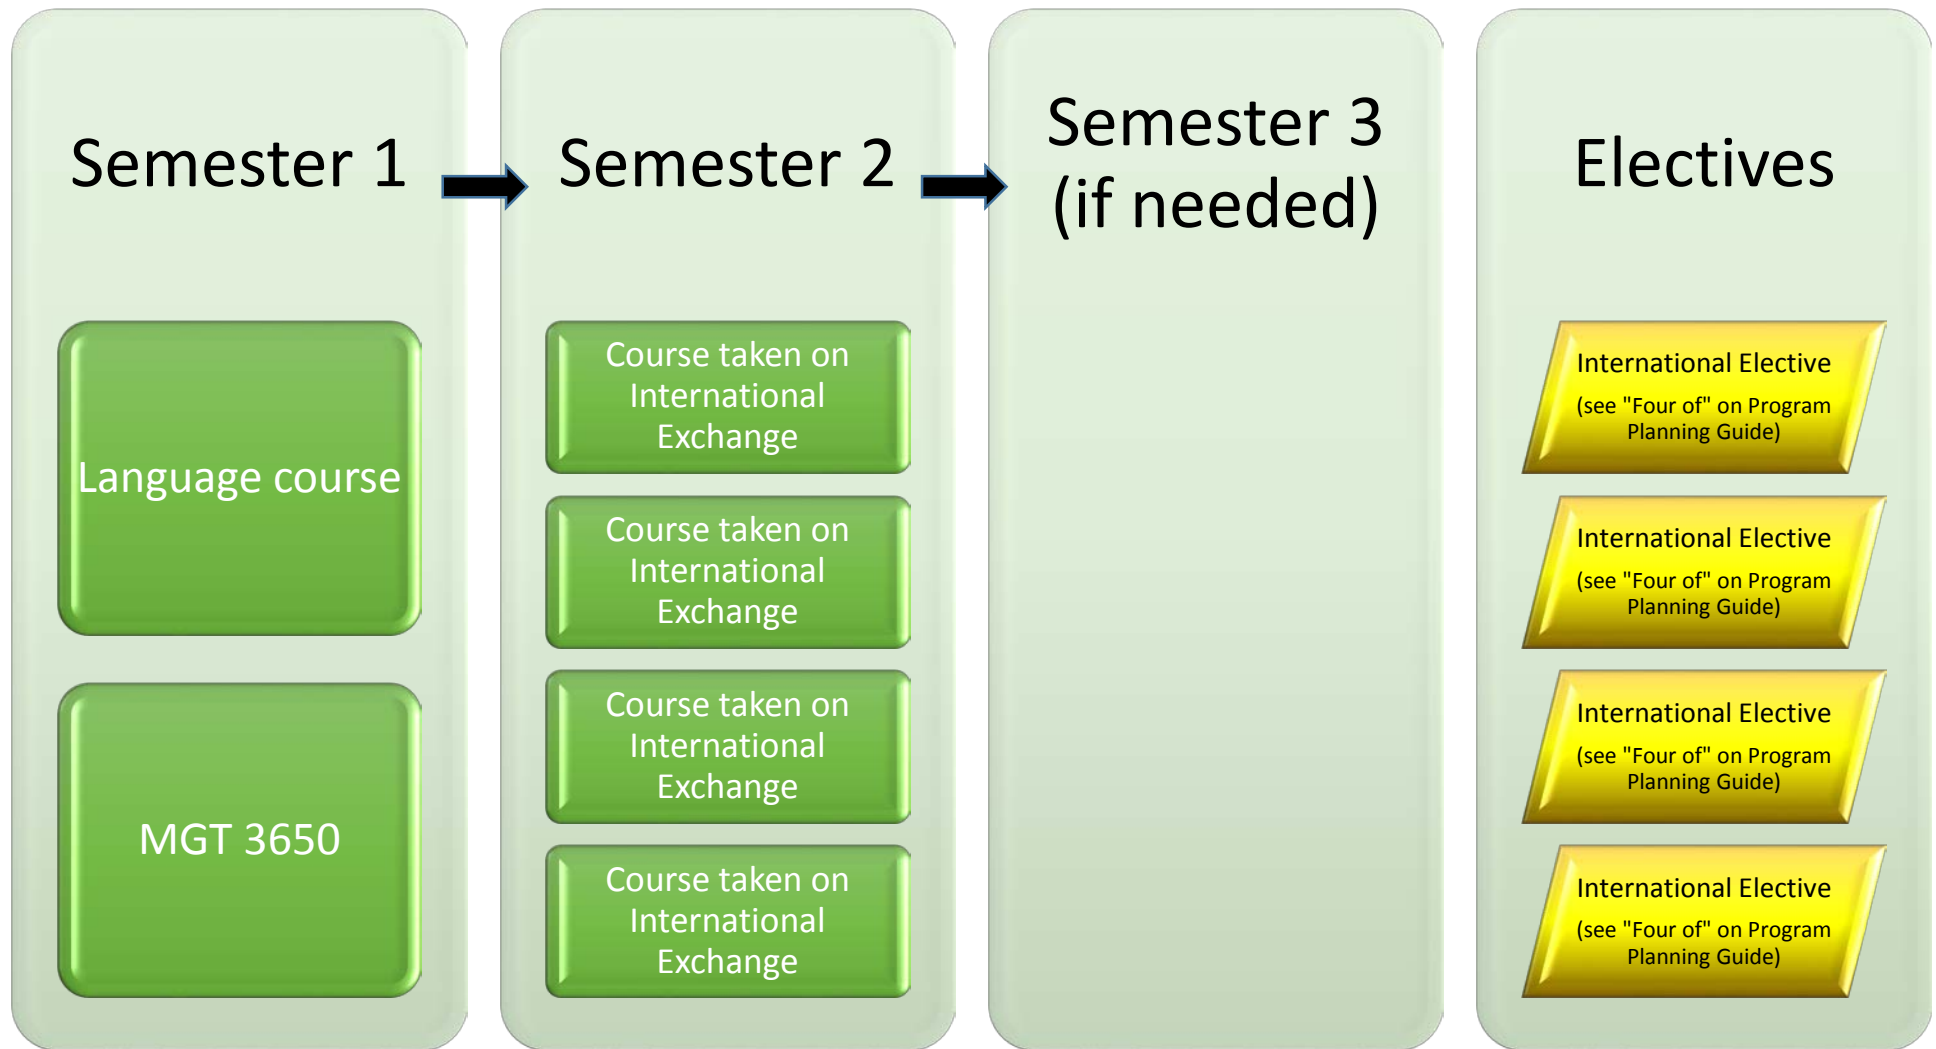 Semester 1
Language course
MGT 3650
Semester 2
Course taken on
International
Exchange
Course taken on
International
Exchange
Course taken on
International
Exchange
Course taken on
International
Exchange
Semester 3
(if needed)
Electives
International Elective
(see "Four of" on Program
Planning Guide)
International Elective
(see "Four of" on Program
Planning Guide)
International Elective
(see "Four of" on Program
Planning Guide)
International Elective
(see "Four of" on Program
Planning Guide)